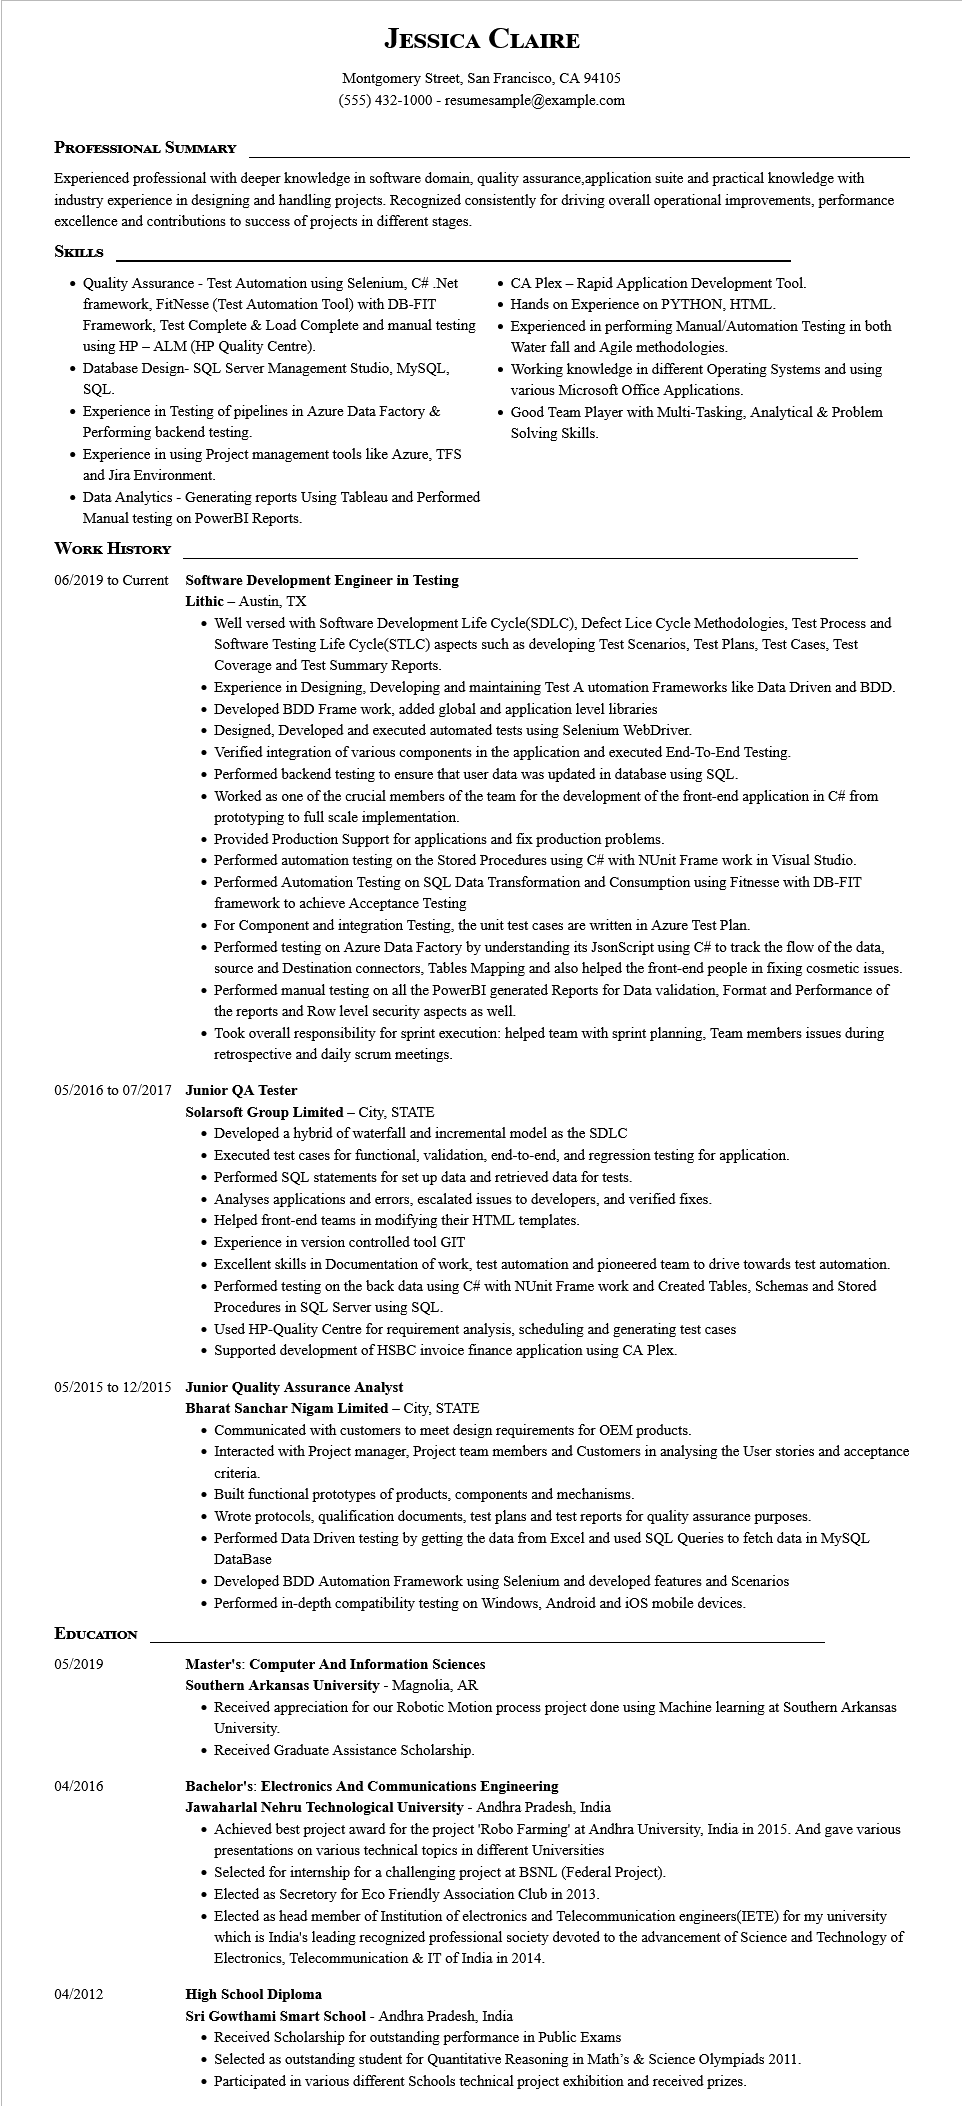 Jessica Claire
Montgomery Street, San Francisco, CA 94105
(555) 432-1000 - resumesample@example.com
Professional Summary
Experienced professional with deeper knowledge in software domain, quality assurance,application suite and practical knowledge with
industry experience in designing and handling projects. Recognized consistently for driving overall operational improvements, performance
excellence and contributions to success of projects in different stages.
Skills
• Quality Assurance - Test Automation using Selenium, C# .Net
framework, FitNesse (Test Automation Tool) with DB-FIT
Framework, Test Complete & Load Complete and manual testing
using HP – ALM (HP Quality Centre).
• Database Design- SQL Server Management Studio, MySQL,
SQL.
• Experience in Testing of pipelines in Azure Data Factory &
Performing backend testing.
• Experience in using Project management tools like Azure, TFS
and Jira Environment.
• Data Analytics - Generating reports Using Tableau and Performed
Manual testing on PowerBI Reports.
• CA Plex – Rapid Application Development Tool.
• Hands on Experience on PYTHON, HTML.
• Experienced in performing Manual/Automation Testing in both
Water fall and Agile methodologies.
• Working knowledge in different Operating Systems and using
various Microsoft Office Applications.
• Good Team Player with Multi-Tasking, Analytical & Problem
Solving Skills.
Work History
06/2019 to Current Software Development Engineer in Testing
Lithic – Austin, TX
• Well versed with Software Development Life Cycle(SDLC), Defect Lice Cycle Methodologies, Test Process and
Software Testing Life Cycle(STLC) aspects such as developing Test Scenarios, Test Plans, Test Cases, Test
Coverage and Test Summary Reports.
• Experience in Designing, Developing and maintaining Test A utomation Frameworks like Data Driven and BDD.
• Developed BDD Frame work, added global and application level libraries
• Designed, Developed and executed automated tests using Selenium WebDriver.
• Verified integration of various components in the application and executed End-To-End Testing.
• Performed backend testing to ensure that user data was updated in database using SQL.
• Worked as one of the crucial members of the team for the development of the front-end application in C# from
prototyping to full scale implementation.
• Provided Production Support for applications and fix production problems.
• Performed automation testing on the Stored Procedures using C# with NUnit Frame work in Visual Studio.
• Performed Automation Testing on SQL Data Transformation and Consumption using Fitnesse with DB-FIT
framework to achieve Acceptance Testing
• For Component and integration Testing, the unit test cases are written in Azure Test Plan.
• Performed testing on Azure Data Factory by understanding its JsonScript using C# to track the flow of the data,
source and Destination connectors, Tables Mapping and also helped the front-end people in fixing cosmetic issues.
• Performed manual testing on all the PowerBI generated Reports for Data validation, Format and Performance of
the reports and Row level security aspects as well.
• Took overall responsibility for sprint execution: helped team with sprint planning, Team members issues during
retrospective and daily scrum meetings.
05/2016 to 07/2017 Junior QA Tester
Solarsoft Group Limited – City, STATE
• Developed a hybrid of waterfall and incremental model as the SDLC
• Executed test cases for functional, validation, end-to-end, and regression testing for application.
• Performed SQL statements for set up data and retrieved data for tests.
• Analyses applications and errors, escalated issues to developers, and verified fixes.
• Helped front-end teams in modifying their HTML templates.
• Experience in version controlled tool GIT
• Excellent skills in Documentation of work, test automation and pioneered team to drive towards test automation.
• Performed testing on the back data using C# with NUnit Frame work and Created Tables, Schemas and Stored
Procedures in SQL Server using SQL.
• Used HP-Quality Centre for requirement analysis, scheduling and generating test cases
• Supported development of HSBC invoice finance application using CA Plex.
05/2015 to 12/2015 Junior Quality Assurance Analyst
Bharat Sanchar Nigam Limited – City, STATE
• Communicated with customers to meet design requirements for OEM products.
• Interacted with Project manager, Project team members and Customers in analysing the User stories and acceptance
criteria.
• Built functional prototypes of products, components and mechanisms.
• Wrote protocols, qualification documents, test plans and test reports for quality assurance purposes.
• Performed Data Driven testing by getting the data from Excel and used SQL Queries to fetch data in MySQL
DataBase
• Developed BDD Automation Framework using Selenium and developed features and Scenarios
• Performed in-depth compatibility testing on Windows, Android and iOS mobile devices.
Education
05/2019 Master's: Computer And Information Sciences
Southern Arkansas University - Magnolia, AR
• Received appreciation for our Robotic Motion process project done using Machine learning at Southern Arkansas
University.
• Received Graduate Assistance Scholarship.
04/2016 Bachelor's: Electronics And Communications Engineering
Jawaharlal Nehru Technological University - Andhra Pradesh, India
• Achieved best project award for the project 'Robo Farming' at Andhra University, India in 2015. And gave various
presentations on various technical topics in different Universities
• Selected for internship for a challenging project at BSNL (Federal Project).
• Elected as Secretary for Eco Friendly Association Club in 2013.
• Elected as head member of Institution of electronics and Telecommunication engineers(IETE) for my university
which is India's leading recognized professional society devoted to the advancement of Science and Technology of
Electronics, Telecommunication & IT of India in 2014.
04/2012 High School Diploma
Sri Gowthami Smart School - Andhra Pradesh, India
• Received Scholarship for outstanding performance in Public Exams
• Selected as outstanding student for Quantitative Reasoning in Math’s & Science Olympiads 2011.
• Participated in various different Schools technical project exhibition and received prizes.